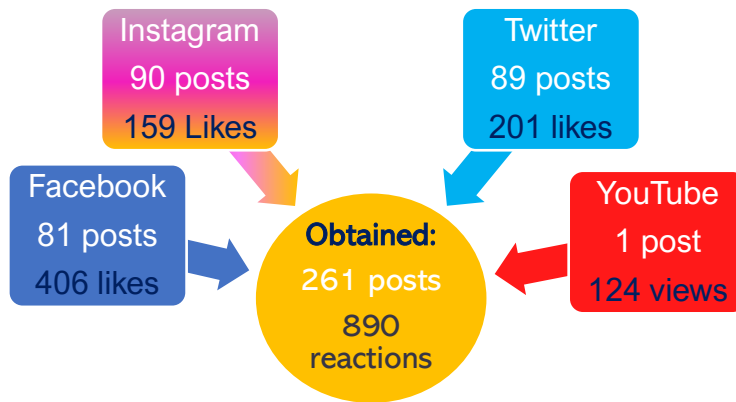 Instagram
90 posts
159 Likes
Twitter
89 posts
201 likes
Facebook
81 posts
406 likes
YouTube
1 post
124 views
Obtained:
261 posts
890
reactions